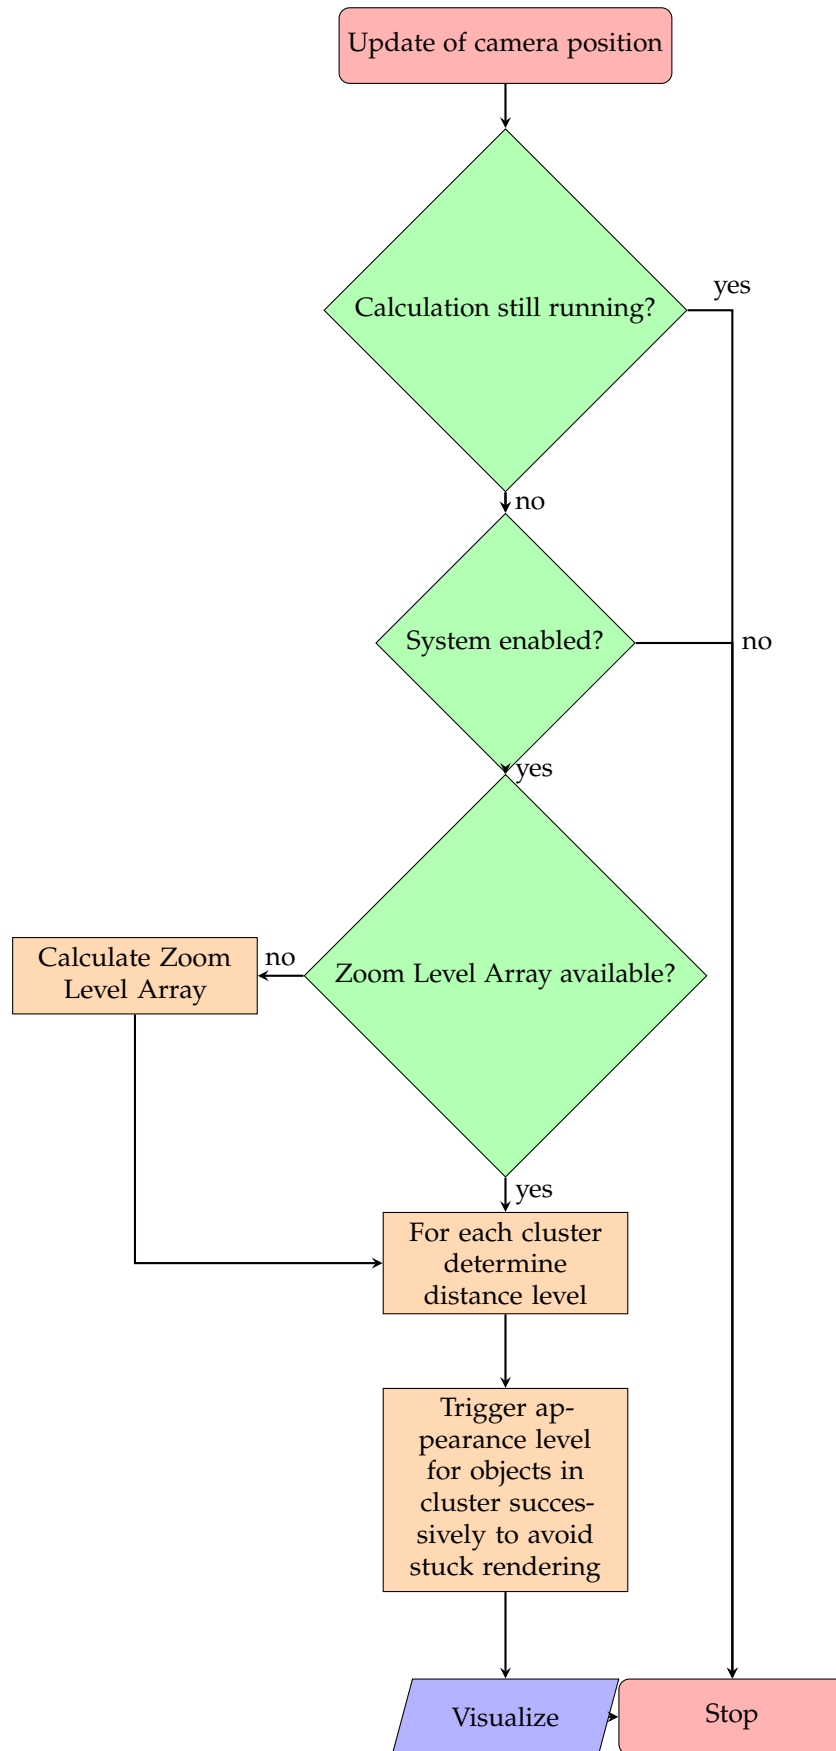 Update of camera position
Calculation still running?
yes
no
System enabled?
no
yes
Zoom Level Array available?
no
Calculate Zoom
Level Array
yes
For each cluster
determine
distance level
Trigger ap-
pearance level
for objects in
cluster succes-
sively to avoid
stuck rendering
Visualize
Stop